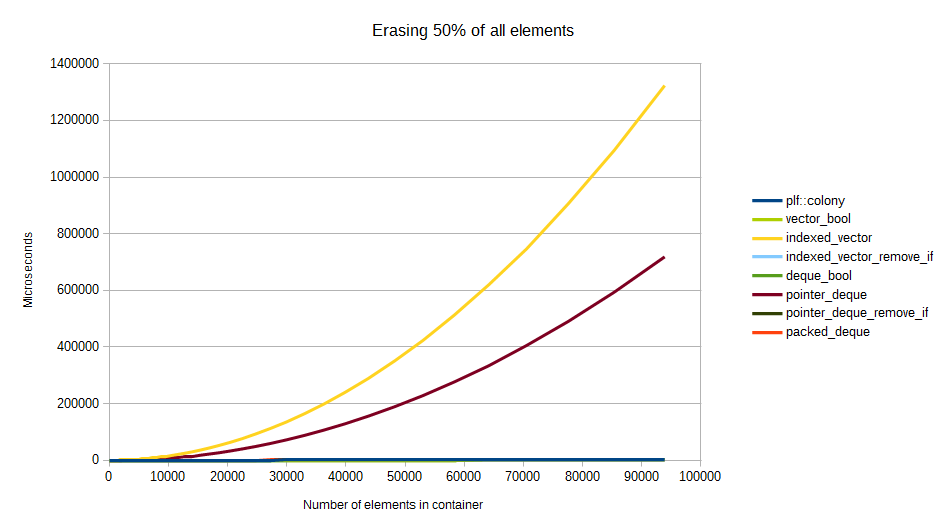 Erasing 50% of all elements
1400000
1200000
1000000
800000
600000
400000
200000
0
0 10000 20000 30000 40000 50000 60000 70000 80000 90000 100000
Microseconds
Number of elements in container
plf::colony
vector_bool
indexed_vector
indexed_vector_remove_if
deque_bool
pointer_deque
pointer_deque_remove_if
packed_deque